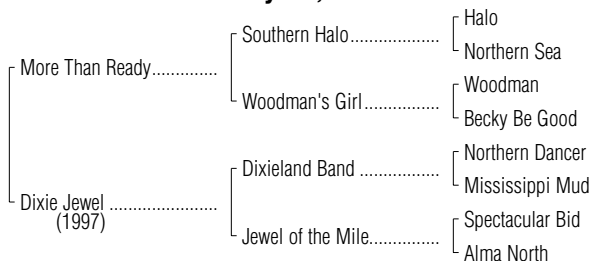 Halo
Southern Halo...................
Northern Sea
More Than Ready..............
Woodman
Woodman's Girl................
Becky Be Good
Northern Dancer
Dixieland Band .................
Mississippi Mud
Dixie Jewel .......................
(1997)
Spectacular Bid
Jewel of the Mile...............
Alma North